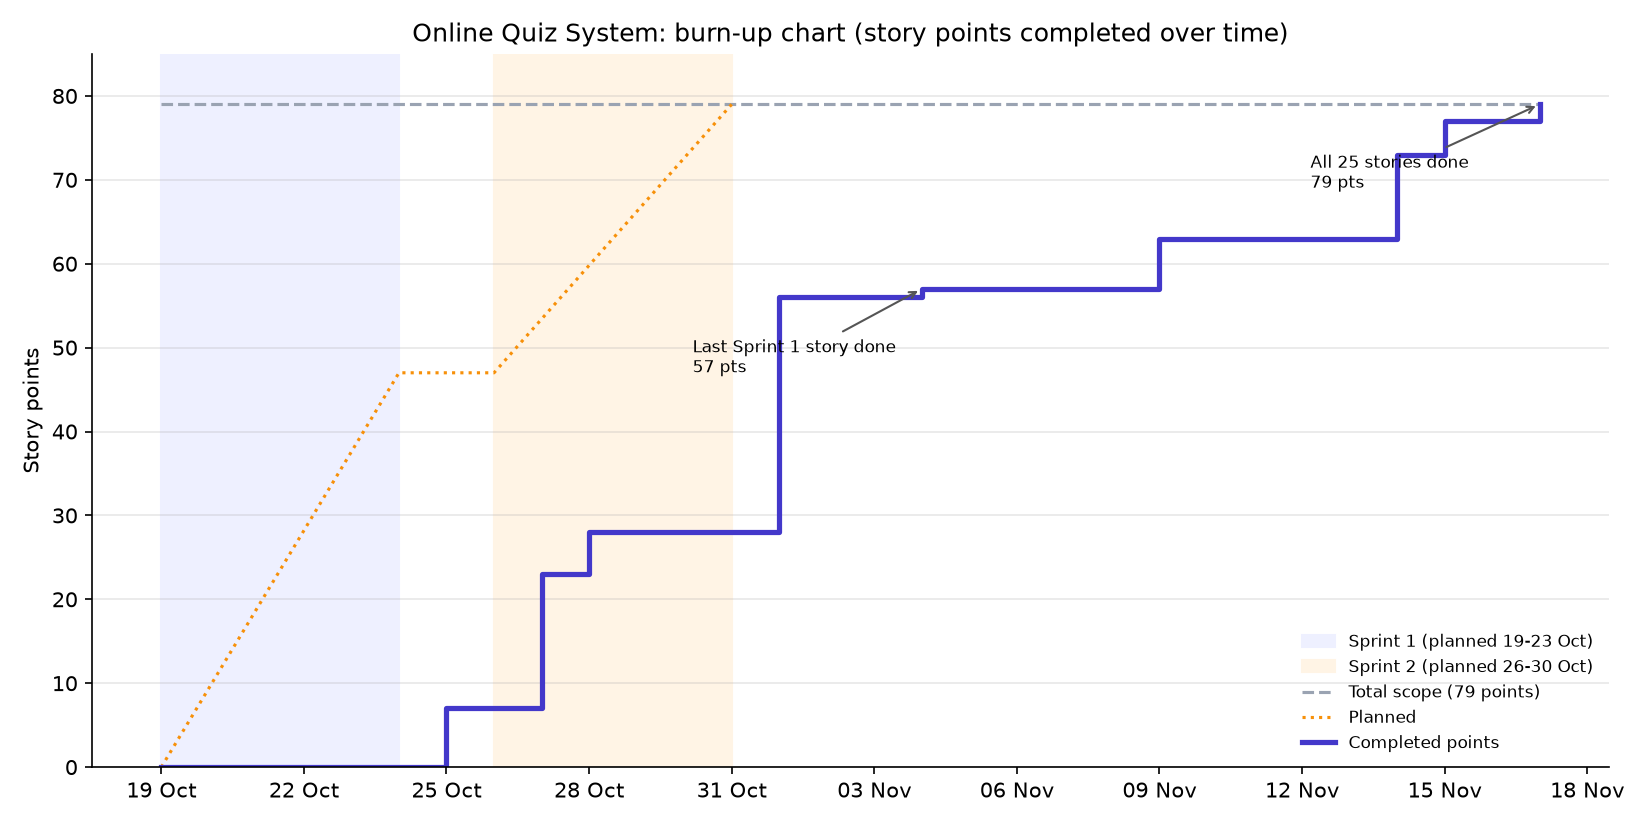 Online Quiz System: burn-up chart (story points completed over time)
Story points
80
70
60
50
40
30
20
10
0
All 25 stories done
79 pts
Last Sprint 1 story done
57 pts
Sprint 1 (planned 19-23 Oct)
Sprint 2 (planned 26-30 Oct)
Total scope (79 points)
Planned
Completed points
19 Oct
22 Oct
25 Oct
28 Oct
31 Oct
03 Nov
06 Nov
09 Nov
12 Nov
15 Nov
18 Nov